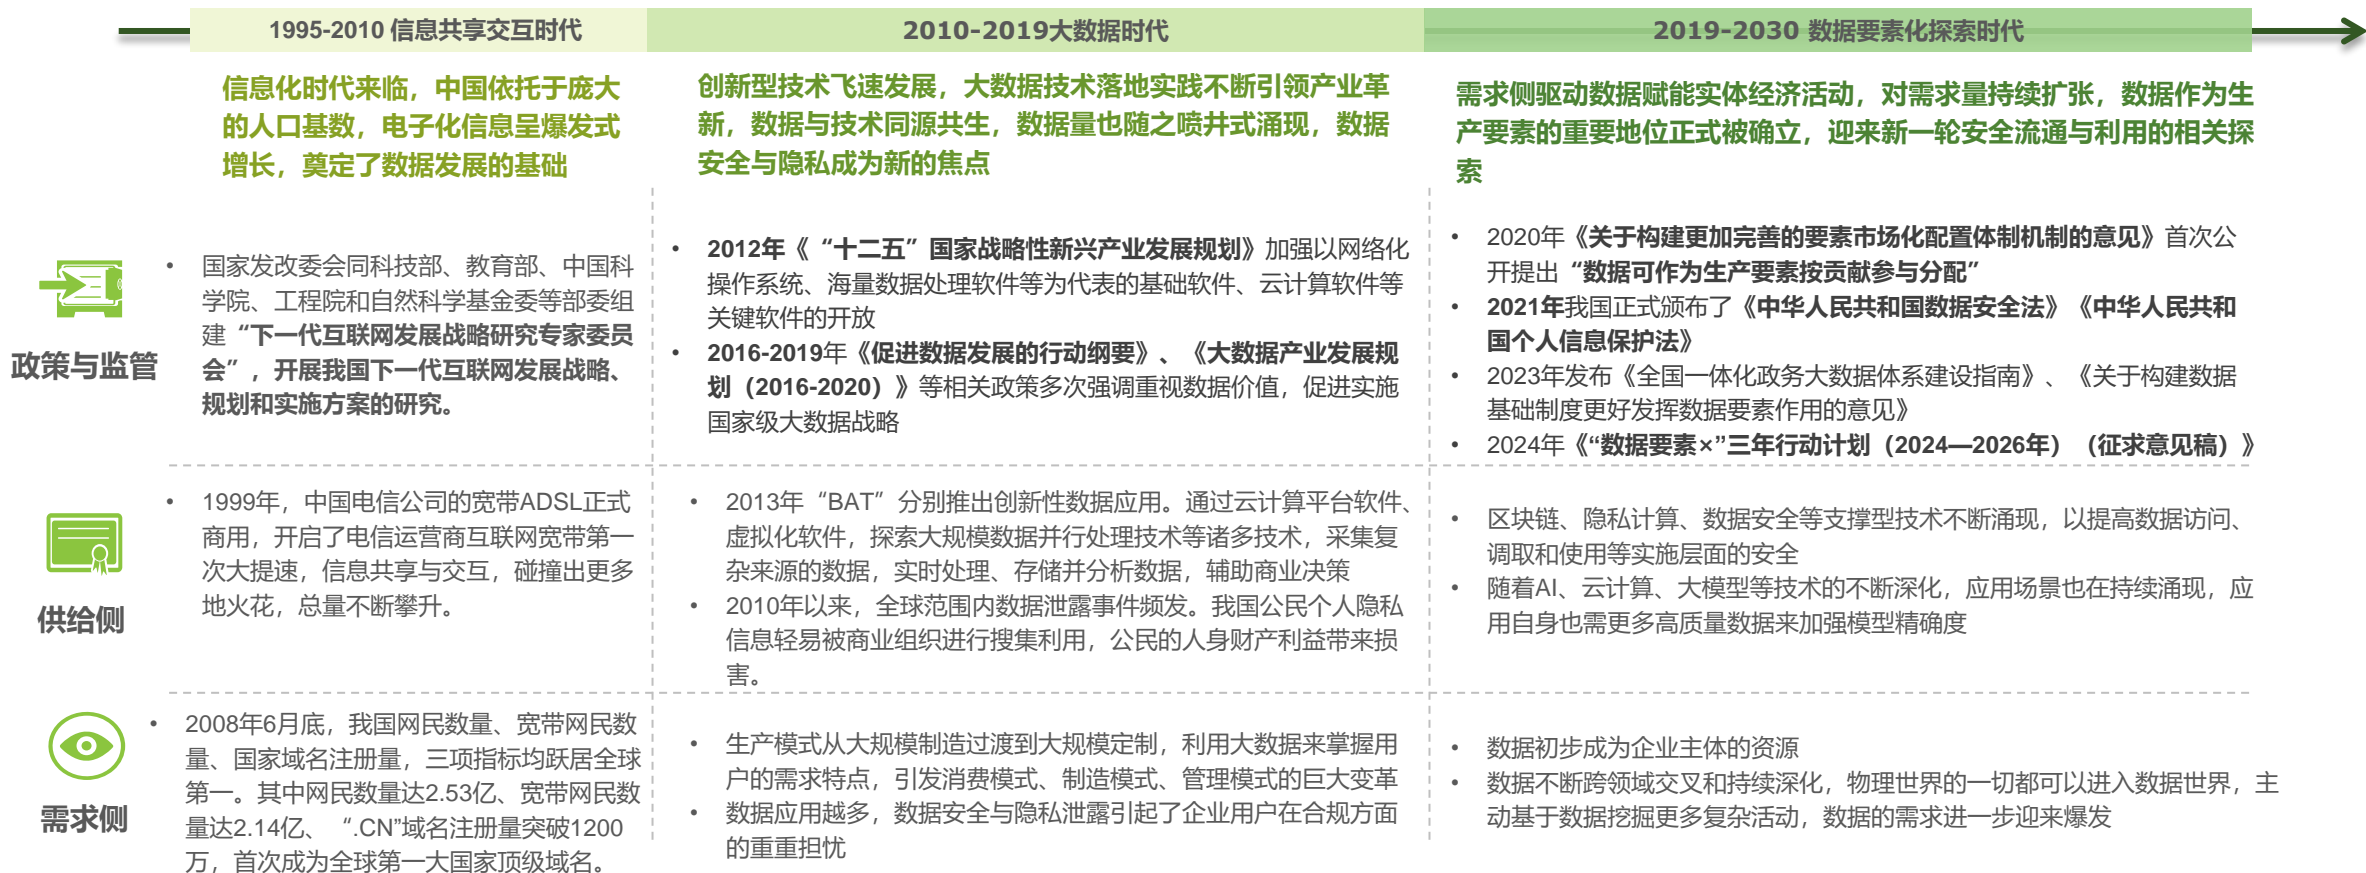 1995-2010 信息共享交互时代
2010-2019大数据时代
2019-2030 数据要素化探索时代
信息化时代来临，中国依托于庞大
的人口基数，电子化信息呈爆发式
增长，奠定了数据发展的基础
创新型技术飞速发展，大数据技术落地实践不断引领产业革
新，数据与技术同源共生，数据量也随之喷井式涌现，数据
安全与隐私成为新的焦点
需求侧驱动数据赋能实体经济活动，对需求量持续扩张，数据作为生
产要素的重要地位正式被确立，迎来新一轮安全流通与利用的相关探
索
政策与监管
• 国家发改委会同科技部、教育部、中国科
学院、工程院和自然科学基金委等部委组
建“下一代互联网发展战略研究专家委员
会”，开展我国下一代互联网发展战略、
规划和实施方案的研究。
• 2012年《“十二五”国家战略性新兴产业发展规划》加强以网络化
操作系统、海量数据处理软件等为代表的基础软件、云计算软件等
关键软件的开放
• 2016-2019年《促进数据发展的行动纲要》、《大数据产业发展规
划（2016-2020）》等相关政策多次强调重视数据价值，促进实施
国家级大数据战略
• 2020年《关于构建更加完善的要素市场化配置体制机制的意见》首次公
开提出“数据可作为生产要素按贡献参与分配”
• 2021年我国正式颁布了《中华人民共和国数据安全法》《中华人民共和
国个人信息保护法》
• 2023年发布《全国一体化政务大数据体系建设指南》、《关于构建数据
基础制度更好发挥数据要素作用的意见》
• 2024年《“数据要素×”三年行动计划（2024—2026年）（征求意见稿）》
供给侧
• 1999年，中国电信公司的宽带ADSL正式
商用，开启了电信运营商互联网宽带第一
次大提速，信息共享与交互，碰撞出更多
地火花，总量不断攀升。
• 2013年“BAT”分别推出创新性数据应用。通过云计算平台软件、
虚拟化软件，探索大规模数据并行处理技术等诸多技术，采集复
杂来源的数据，实时处理、存储并分析数据，辅助商业决策
• 2010年以来，全球范围内数据泄露事件频发。我国公民个人隐私
信息轻易被商业组织进行搜集利用，公民的人身财产利益带来损
害。
• 区块链、隐私计算、数据安全等支撑型技术不断涌现，以提高数据访问、
调取和使用等实施层面的安全
• 随着AI、云计算、大模型等技术的不断深化，应用场景也在持续涌现，应
用自身也需更多高质量数据来加强模型精确度
需求侧
• 2008年6月底，我国网民数量、宽带网民数
量、国家域名注册量，三项指标均跃居全球
第一。其中网民数量达2.53亿、宽带网民数
量达2.14亿、“.CN”域名注册量突破1200
万，首次成为全球第一大国家顶级域名。
• 生产模式从大规模制造过渡到大规模定制，利用大数据来掌握用
户的需求特点，引发消费模式、制造模式、管理模式的巨大变革
• 数据应用越多，数据安全与隐私泄露引起了企业用户在合规方面
的重重担忧
• 数据初步成为企业主体的资源
• 数据不断跨领域交叉和持续深化，物理世界的一切都可以进入数据世界，主
动基于数据挖掘更多复杂活动，数据的需求进一步迎来爆发